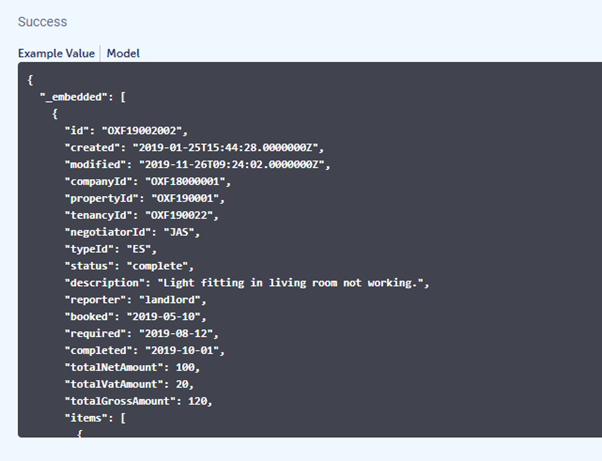 Success
Example Value | Model
{
"_embedded": [
{
"id": "OXF19002002",
"created": "2019-01-25T15:44:28.0000000Z",
"modified": "2019-11-26T09:24:02.0000000Z",
"companyId": "OXF18000001",
"propertyId": "OXF190001",
"tenancyId": "OXF190022",
"negotiatorId": "JAS",
"typeId": "ES",
"status": "complete",
"description": "Light fitting in living room not working.",
"reporter": "landlord",
"booked": "2019-05-10",
"required": "2019-08-12",
"completed": "2019-10-01",
"totalNetAmount": 100,
"totalVatAmount": 20,
"totalGrossAmount": 120,
"items": [
{